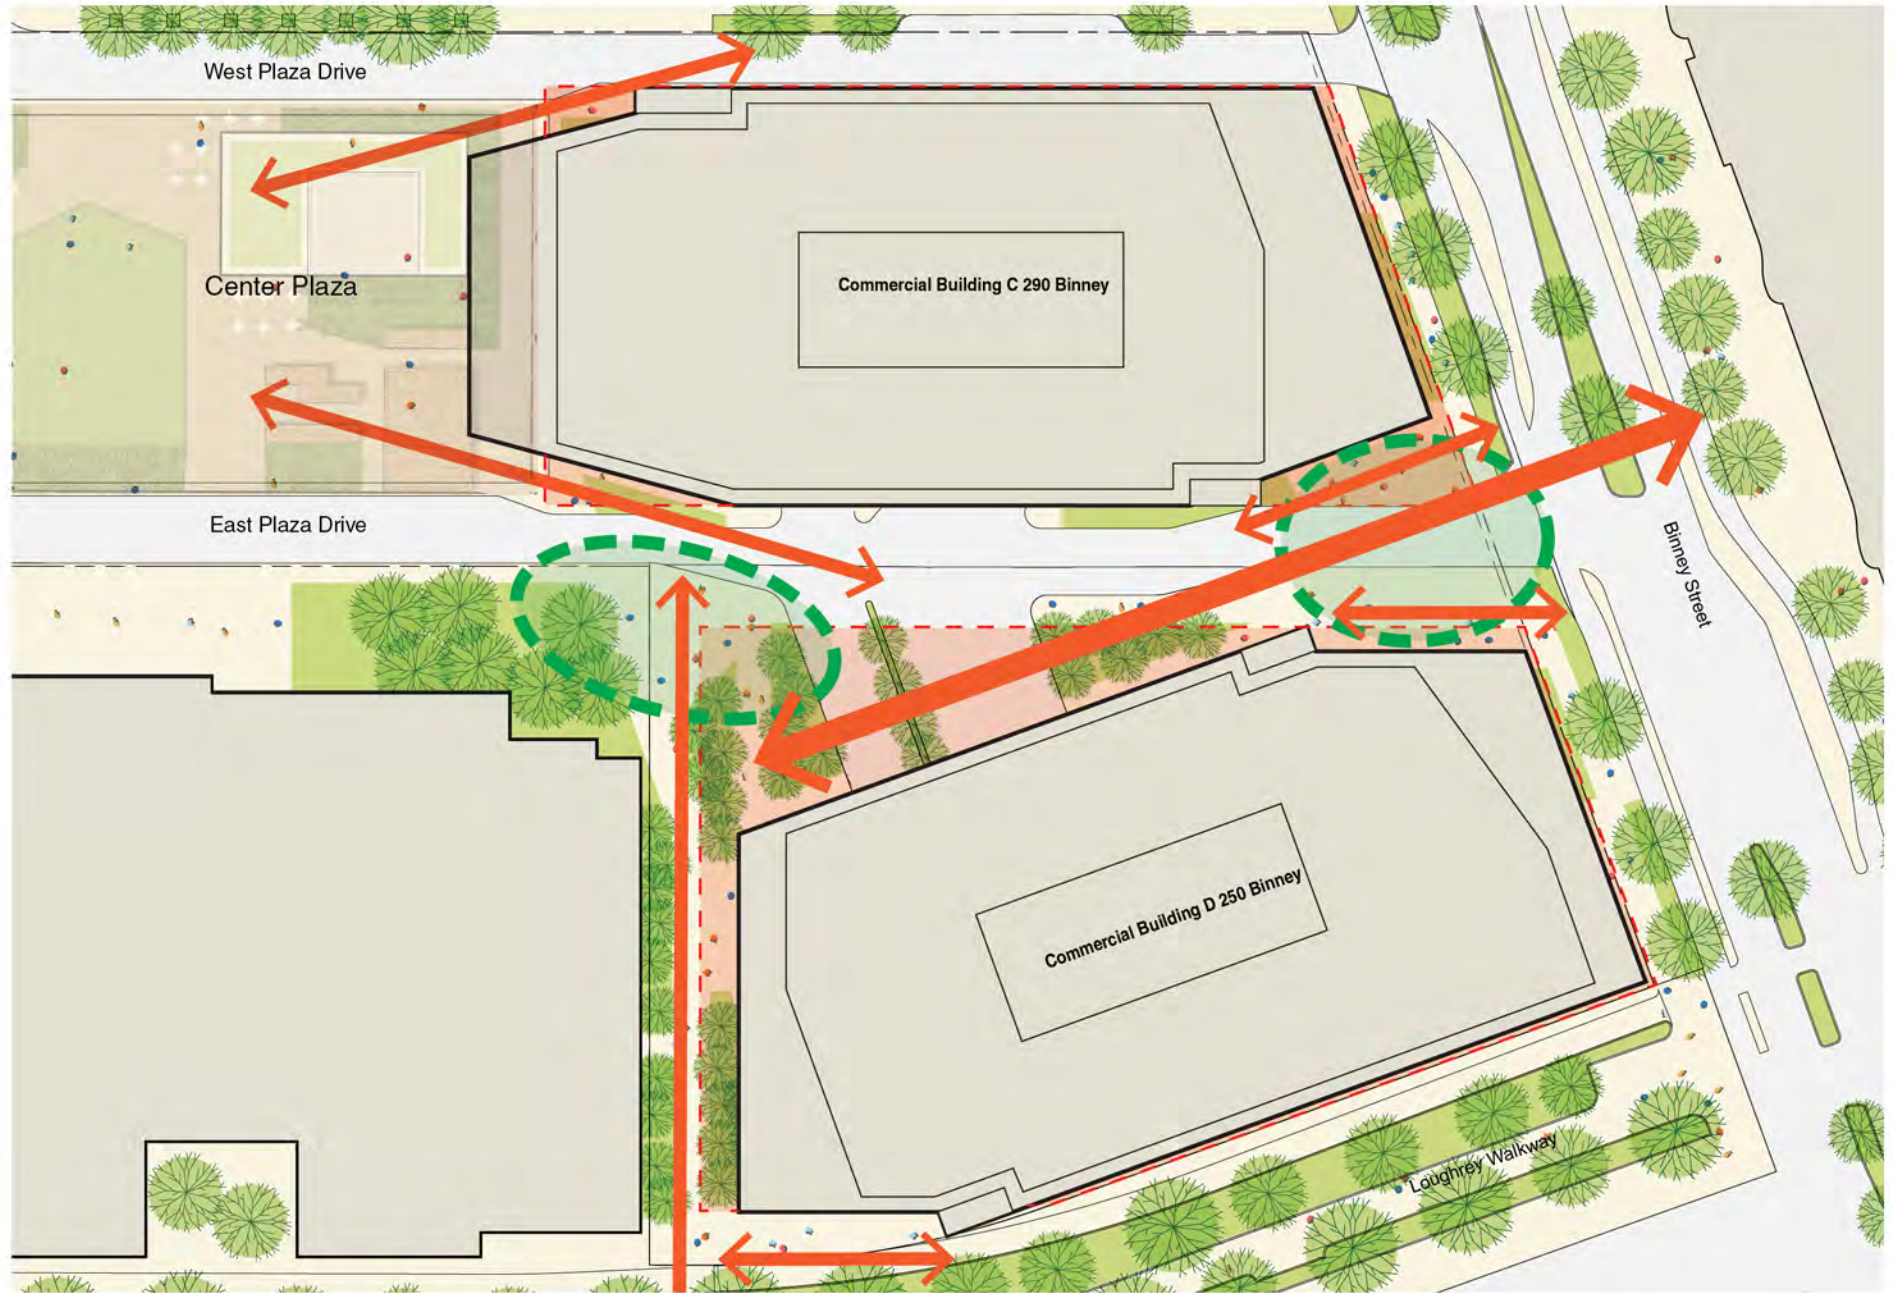 West Plaza Drive
Center Plaza
Commercial Building C 290 Binney
East Plaza Drive
Binney Street
Commercial Building D 250 Binney
Loughrey Walkway